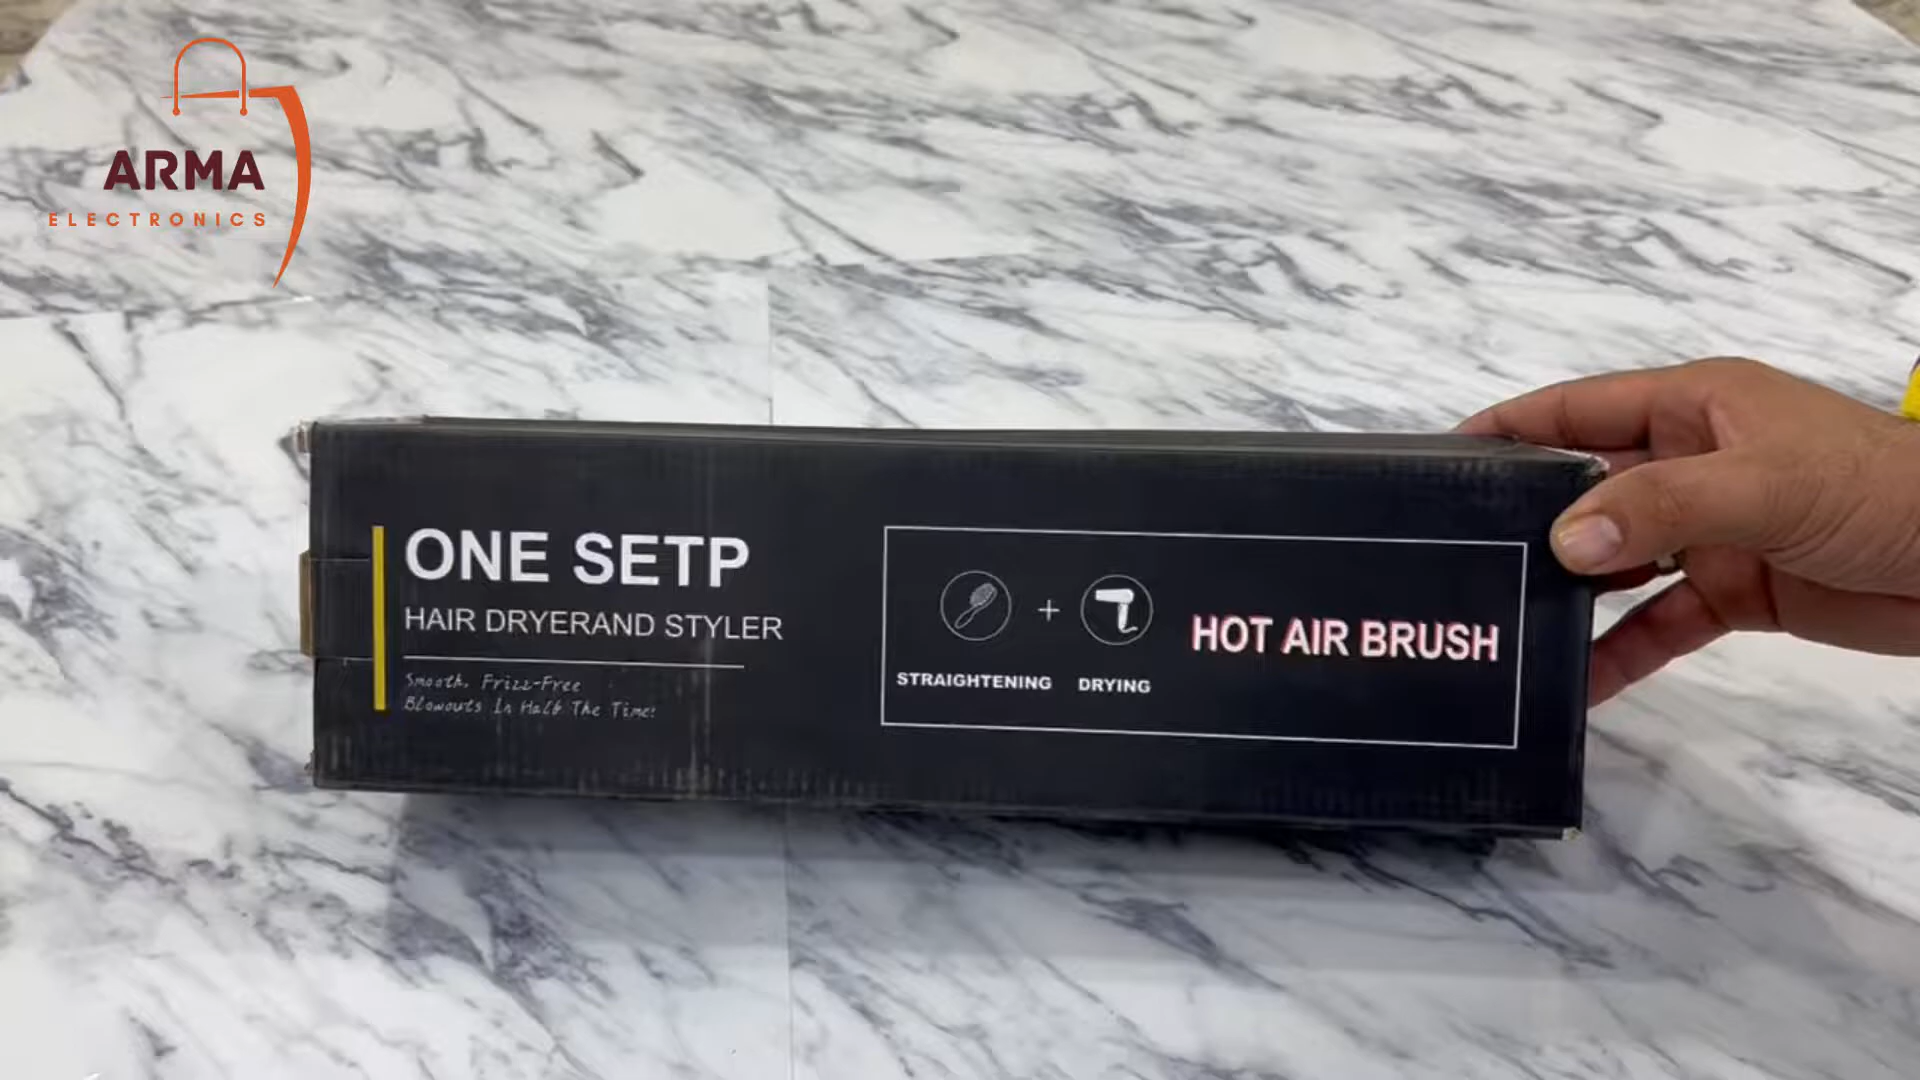 ARMA
ELECTRONICS
ONE SETP
HAIR DRYERAND STYLER
Smooth, Frizz-Free
Blowouts In Half The Time!
STRAIGHTENING
+
DRYING
HOT AIR BRUSH